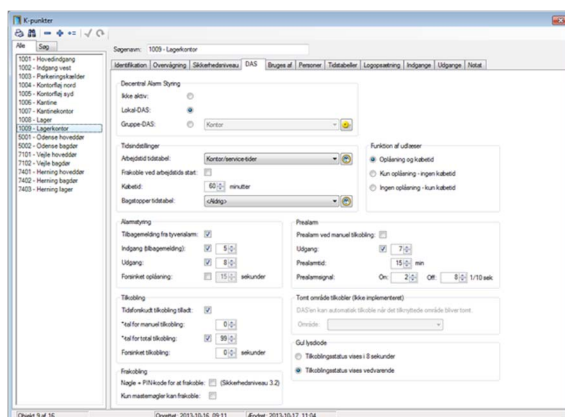 K-punkter
Alle Søg
Søgenavn: 1009 - Lagerkontor
1001 - Hovedindgang
1002 - Indgang vest
1003 - Parkeringskælder
1004 - Kontorfløj nord
1005 - Kontorfløj syd
1006 - Kantine
1007 - Kantinekontor
1008 - Lager
1009 - Lagerkontor
5001 - Odense hoveddør
5002 - Odense bagdør
7101 - Vejle hoveddør
7102 - Vejle bagdør
7401 - Herning hoveddør
7402 - Herning bagdør
7403 - Herning lager
Identifikation Overvågning Sikkerhedsniveau DAS Bruges af Personer Tidstabeller Logopsætning Indgange Udgange Notat
Decentral Alarm Styring
Ikke aktiv:
Lokal-DAS:
Gruppe-DAS: Kontor
Tidsindstillinger
Arbejdstid tidstabel: Kontor/service-tider
Frakoble ved arbejdstids start:
Købetid: 60 minutter
Bagstopper tidstabel: <Aldrig>
Funktion af udlæser
Oplåsning og købetid
Kun oplåsning - ingen købetid
Ingen oplåsning - kun købetid
Alarmstyring
Tilbagemelding fra tyverialarm:
Indgang (tilbagemelding): 5
Udgang: 8
Forsinket oplåsning: 15 sekunder
Prealarm
Prealarm ved manuel tilkobling:
Udgang: 7
Prealarmtid: 15 min
Prealarmsignal: On: 2 Off: 8 1/10 sek
Tilkobling
Tidsforskudt tilkobling tilladt:
*tal for manuel tilkobling: 0
*tal for total tilkobling: 99
Forsinket tilkobling: 0 sekunder
Tomt område tilkobler (Ikke implementeret)
DAS'en kan automatisk tilkoble når det tilknyttede område bliver tomt.
Område:
Gul lysdiode
Tilkoblingsstatus vises i 8 sekunder
Tilkoblingsstatus vises vedvarende
Frakobling
Nøgle + PIN-kode for at frakoble: (Sikkerhedsniveau 3.2)
Kun masternøgler kan frakoble:
Objekt 9 af 16 Oprettet: 2013-10-16 09:11 Ændret: 2013-10-17 11:04